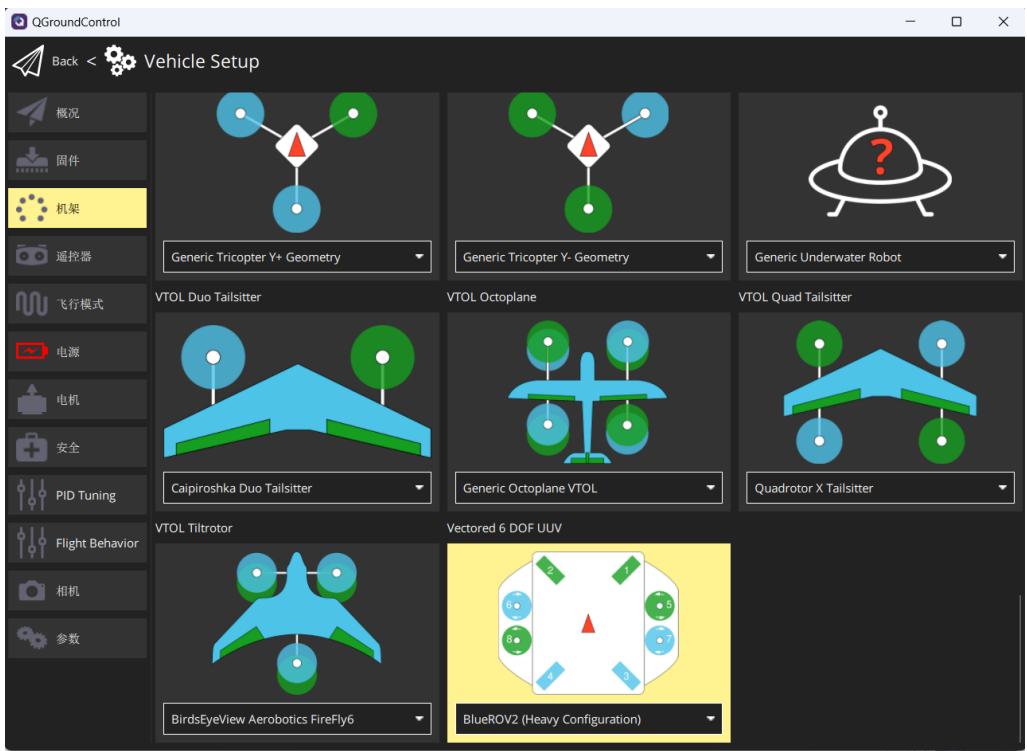 QGroundControl
Back < Vehicle Setup
概况
固件
机架
遥控器
飞行模式
电源
电机
安全
PID Tuning
Flight Behavior
相机
参数
Generic Tricopter Y+ Geometry
Generic Tricopter Y- Geometry
?
Generic Underwater Robot
VTOL Duo Tailsitter
VTOL Octoplane
VTOL Quad Tailsitter
Caipiroshka Duo Tailsitter
Generic Octoplane VTOL
Quadrotor X Tailsitter
VTOL Tiltrotor
Vectored 6 DOF UUV
2 1
6 5
8 7
4 3
BirdsEyeView Aerobotics FireFly6
BlueROV2 (Heavy Configuration)